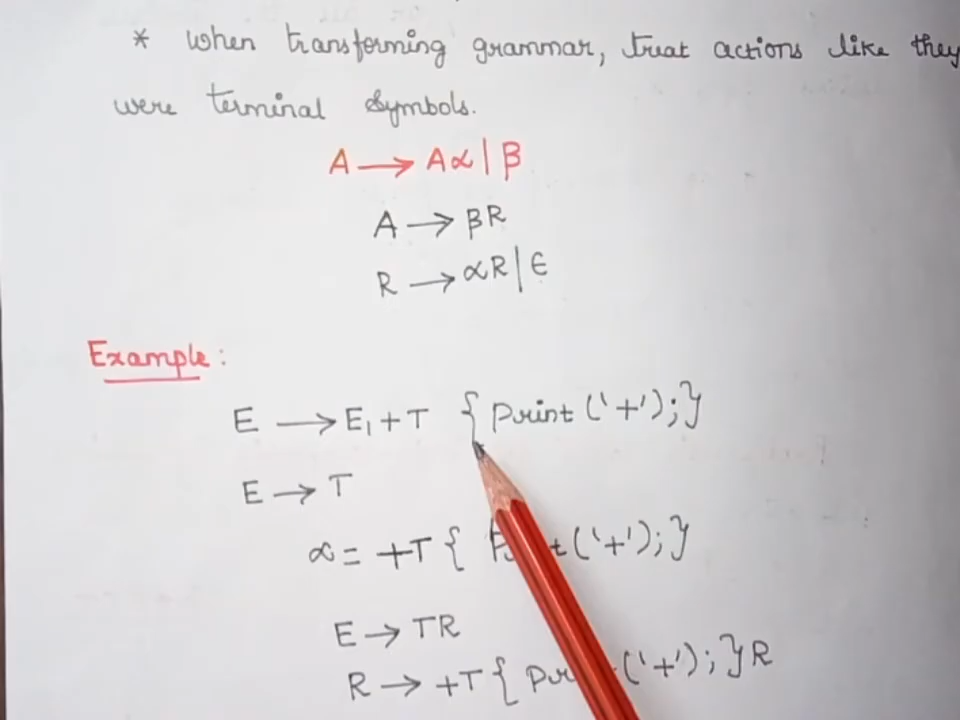 * When transforming grammar, treat actions like they
were terminal symbols.
A → Aα | β
A → βR
R → αR | ε
Example:
E → E₁ + T { print ('+'); }
E → T
α = +T { ('+'); }
E → TR
R → +T { ('+'); } R